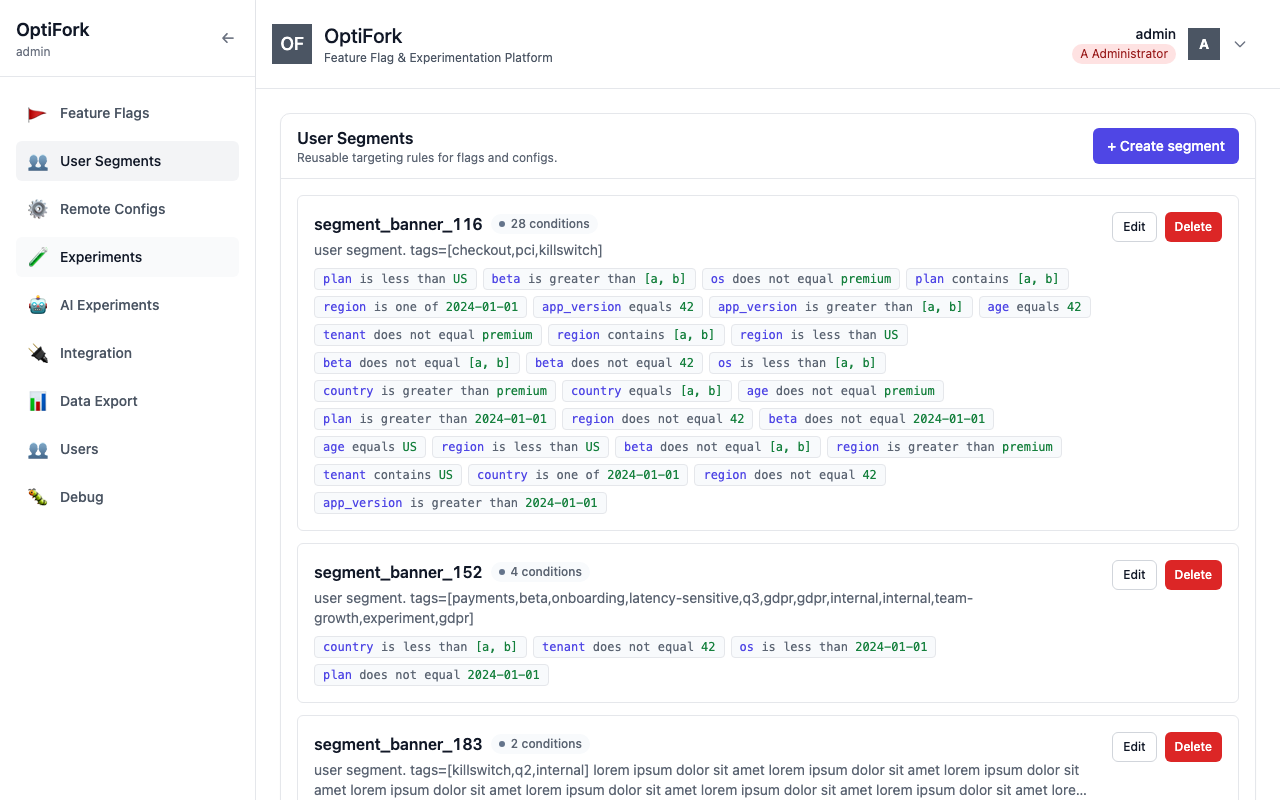 OptiFork
admin
←
Feature Flags
User Segments
Remote Configs
Experiments
AI Experiments
Integration
Data Export
Users
Debug
OF
OptiFork
Feature Flag & Experimentation Platform
admin
A Administrator
A
User Segments
Reusable targeting rules for flags and configs.
+ Create segment
segment_banner_116 28 conditions
Edit Delete
user segment. tags=[checkout,pci,killswitch]
plan is less than US beta is greater than [a, b] os does not equal premium plan contains [a, b]
region is one of 2024-01-01 app_version equals 42 app_version is greater than [a, b] age equals 42
tenant does not equal premium region contains [a, b] region is less than US
beta does not equal [a, b] beta does not equal 42 os is less than [a, b]
country is greater than premium country equals [a, b] age does not equal premium
plan is greater than 2024-01-01 region does not equal 42 beta does not equal 2024-01-01
age equals US region is less than US beta does not equal [a, b] region is greater than premium
tenant contains US country is one of 2024-01-01 region does not equal 42
app_version is greater than 2024-01-01
segment_banner_152 4 conditions
Edit Delete
user segment. tags=[payments,beta,onboarding,latency-sensitive,q3,gdpr,gdpr,internal,internal,team-
growth,experiment,gdpr]
country is less than [a, b] tenant does not equal 42 os is less than 2024-01-01
plan does not equal 2024-01-01
segment_banner_183 2 conditions
Edit Delete
user segment. tags=[killswitch,q2,internal] lorem ipsum dolor sit amet lorem ipsum dolor sit amet lorem ipsum dolor sit
amet lorem ipsum dolor sit amet lorem ipsum dolor sit amet lorem ipsum dolor sit amet lorem ipsum dolor sit amet lore...